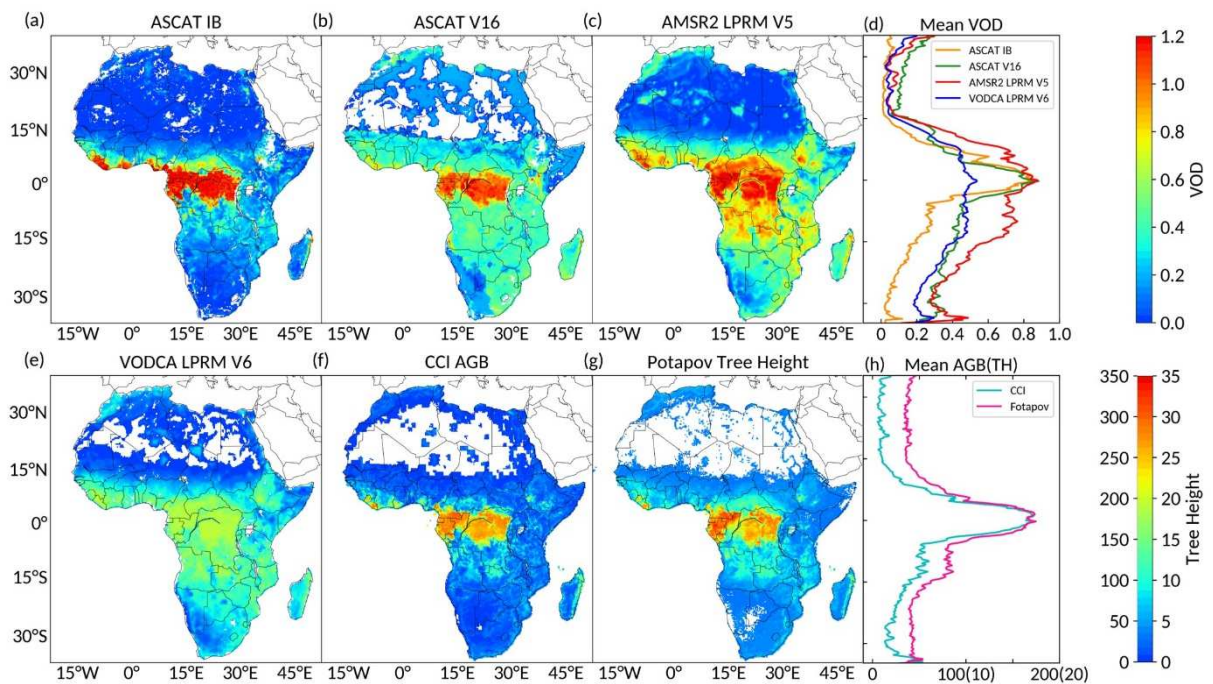 (a) ASCAT IB
(b) ASCAT V16
(c) AMSR2 LPRM V5
(d) Mean VOD
30°N
15°N
0°
15°S
30°S
15°W 0° 15°E 30°E 45°E
15°W 0° 15°E 30°E 45°E
15°W 0° 15°E 30°E 45°E
ASCAT IB
ASCAT V16
AMSR2 LPRM V5
VODCA LPRM V6
0 0.2 0.4 0.6 0.8 1.0
1.2
1.0
0.8
0.6
0.4
0.2
0.0
VOD
(e) VODCA LPRM V6
(f) CCI AGB
(g) Potapov Tree Height
(h) Mean AGB(TH)
30°N
15°N
0°
15°S
30°S
15°W 0° 15°E 30°E 45°E
15°W 0° 15°E 30°E 45°E
15°W 0° 15°E 30°E 45°E
CCI
Fotapov
0 100(10) 200(20)
350
300
250
200
150
100
50
0
Tree Height
35
30
25
20
15
10
5
0